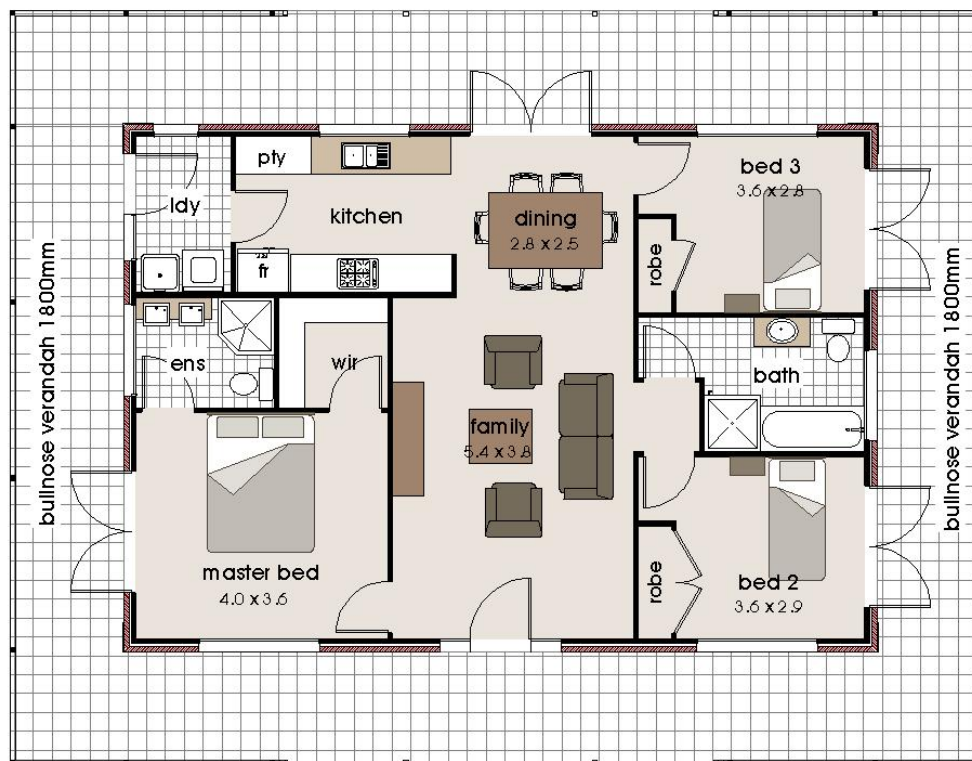 pty
ldy
kitchen
fr
dining
2.8 x 2.5
bed 3
3.6 x 2.8
robe
bullnose verandah 1800mm
bullnose verandah 1800mm
ens
wir
bath
family
5.4 x 3.8
master bed
4.0 x 3.6
robe
bed 2
3.6 x 2.9